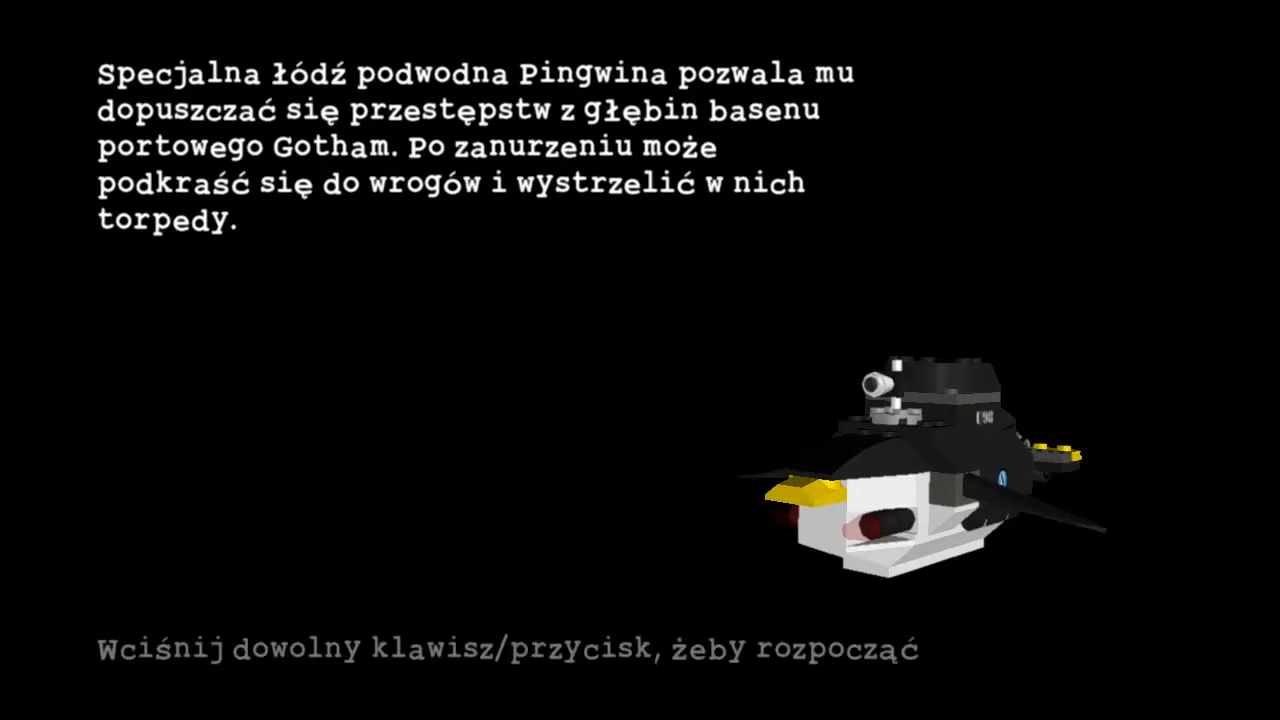 Specjalna łódź podwodna Pingwina pozwala mu
dopuszczać się przestępstw z głębin basenu
portowego Gotham. Po zanurzeniu może
podkraść się do wrogów i wystrzelić w nich
torpedy.
Wciśnij dowolny klawisz/przycisk, żeby rozpocząć